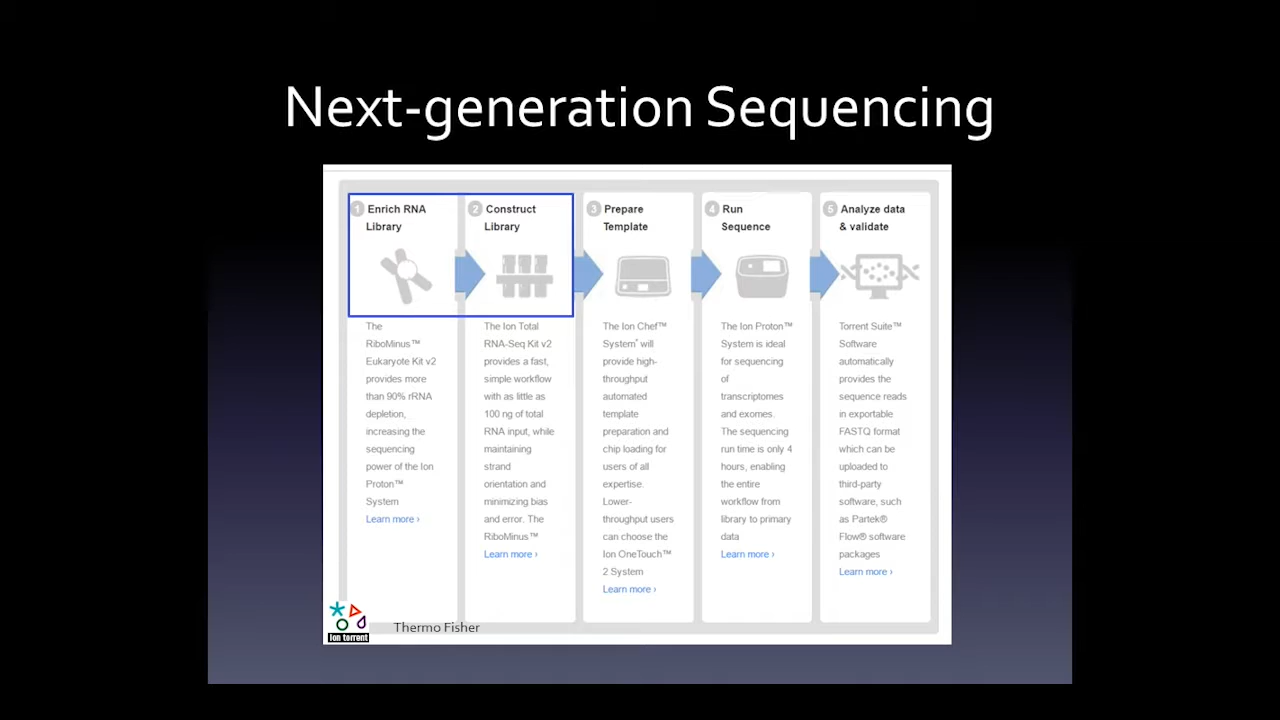 Next-generation Sequencing
1 Enrich RNA
Library
The
RiboMinus™
Eukaryote Kit v2
provides more
than 90% rRNA
depletion,
increasing the
sequencing
power of the Ion
Proton™
System
Learn more ›
2 Construct
Library
The Ion Total
RNA-Seq Kit v2
provides a fast,
simple workflow
with as little as
100 ng of total
RNA input, while
maintaining
strand
orientation and
minimizing bias
and error. The
RiboMinus™
Learn more ›
3 Prepare
Template
The Ion Chef™
System* will
provide high-
throughput
automated
template
preparation and
chip loading for
users of all
expertise.
Lower-
throughput users
can choose the
Ion OneTouch™
2 System
Learn more ›
4 Run
Sequence
The Ion Proton™
System is ideal
for sequencing
of
transcriptomes
and exomes.
The sequencing
run time is only 4
hours, enabling
the entire
workflow from
library to primary
data
Learn more ›
5 Analyze data
& validate
Torrent Suite™
Software
automatically
provides the
sequence reads
in exportable
FASTQ format
which can be
uploaded to
third-party
software, such
as Partek®
Flow® software
packages
Learn more ›
ion torrent
Thermo Fisher